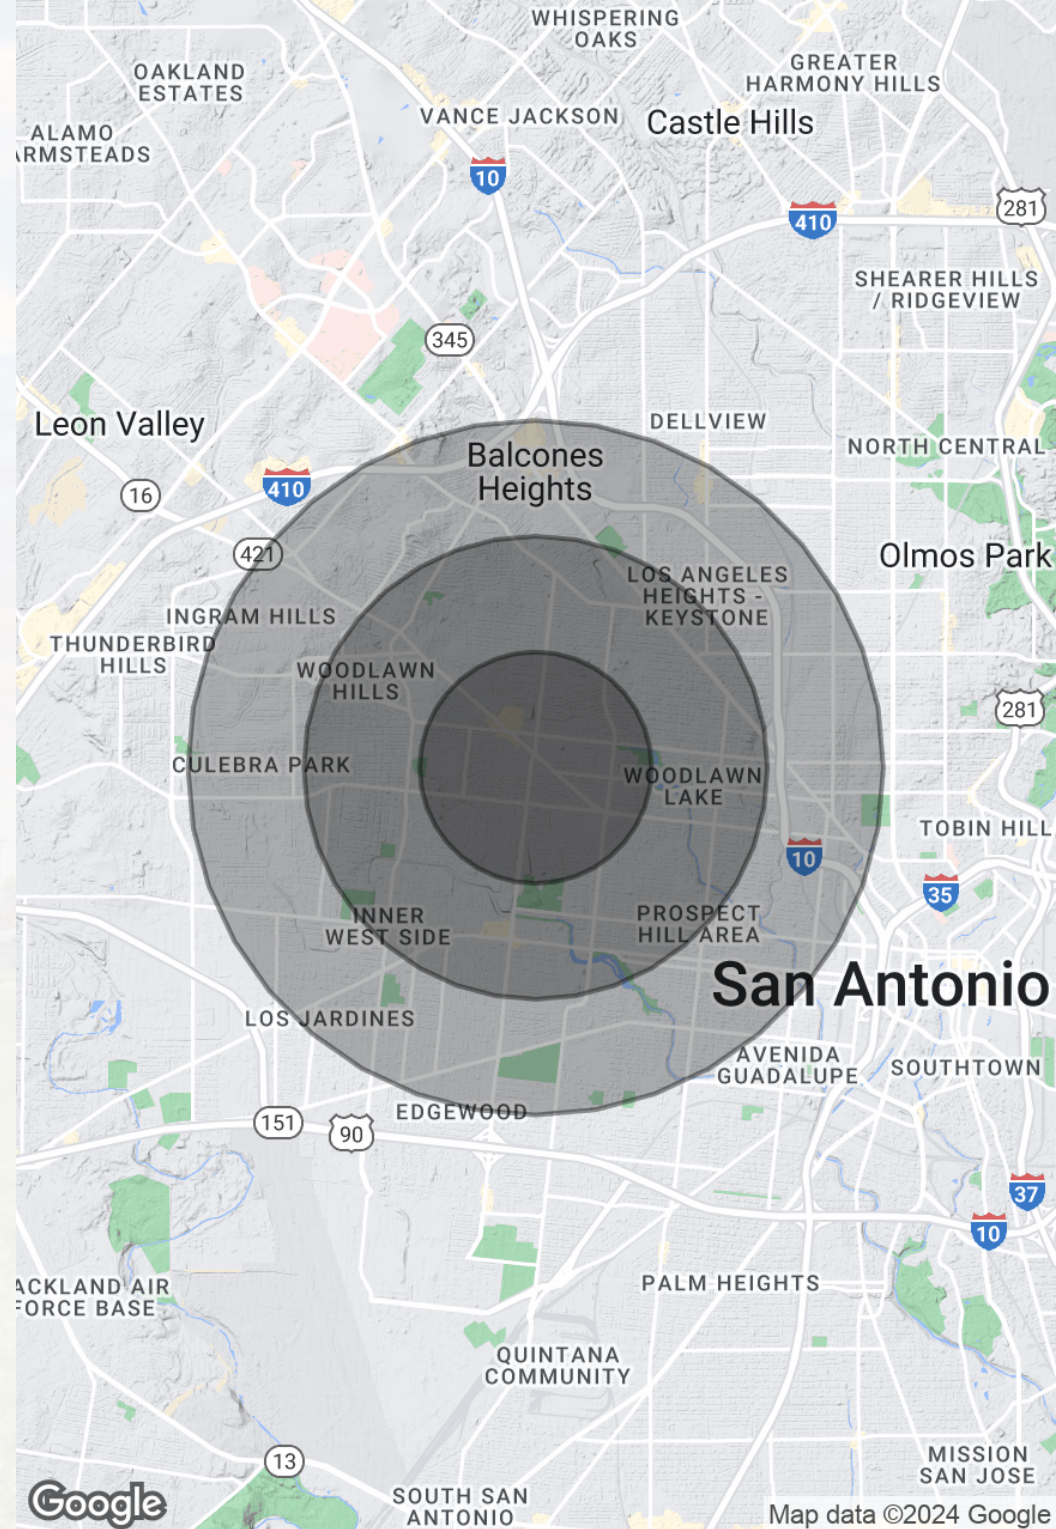 WHISPERING
OAKS
GREATER
HARMONY HILLS
OAKLAND
ESTATES
VANCE JACKSON
Castle Hills
ALAMO
ARMSTEADS
10
281
410
SHEARER HILLS
/ RIDGEVIEW
345
Leon Valley
DELLVIEW
NORTH CENTRAL
Balcones
Heights
410
16
421
Olmos Park
LOS ANGELES
HEIGHTS -
KEYSTONE
INGRAM HILLS
THUNDERBIRD
HILLS
WOODLAWN
HILLS
281
CULEBRA PARK
WOODLAWN
LAKE
TOBIN HILL
10
35
INNER
WEST SIDE
PROSPECT
HILL AREA
San Antonio
LOS JARDINES
AVENIDA
GUADALUPE
SOUTHTOWN
EDGEWOOD
151
90
37
10
ACKLAND AIR
FORCE BASE
PALM HEIGHTS
QUINTANA
COMMUNITY
13
MISSION
SAN JOSE
SOUTH SAN
ANTONIO
Google
Map data ©2024 Google